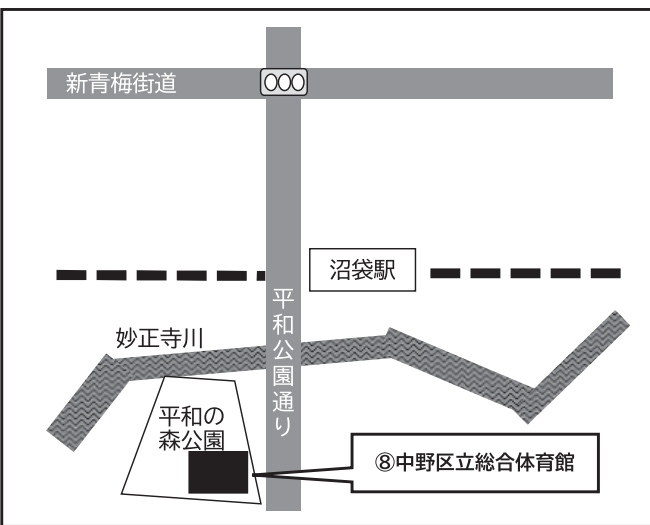 新青梅街道
沼袋駅
平和公園通り
妙正寺川
平和の
森公園
⑧中野区立総合体育館